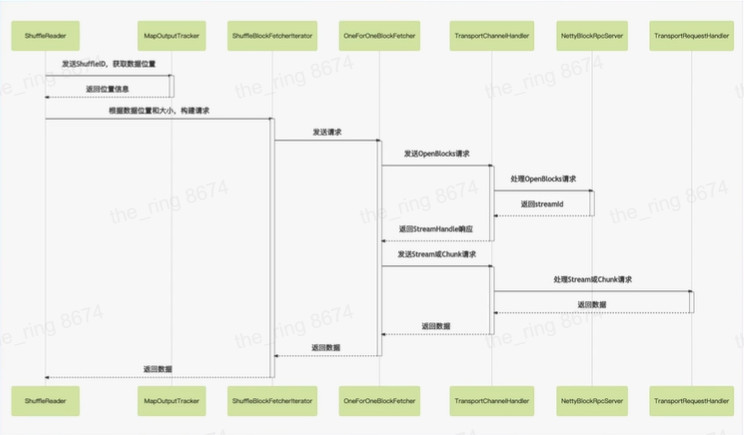 ShuffleReader
MapOutputTracker
ShuffleBlockFetcherIterator
OneForOneBlockFetcher
TransportChannelHandler
NettyBlockRpcServer
TransportRequestHandler
发送ShuffleID，获取数据位置
返回位置信息
根据数据位置和大小，构建请求
发送请求
发送OpenBlocks请求
处理OpenBlocks请求
返回streamId
返回StreamHandle响应
发送Stream或Chunk请求
处理Stream或Chunk请求
返回数据
返回数据
返回数据
返回数据
ShuffleReader
MapOutputTracker
ShuffleBlockFetcherIterator
OneForOneBlockFetcher
TransportChannelHandler
NettyBlockRpcServer
TransportRequestHandler
the_ring 8674
the_ring 8674
the_ring 8674
the_ring 8674
the_ring 8674
the_ring 8674
the_ring 8674
the_ring 8674